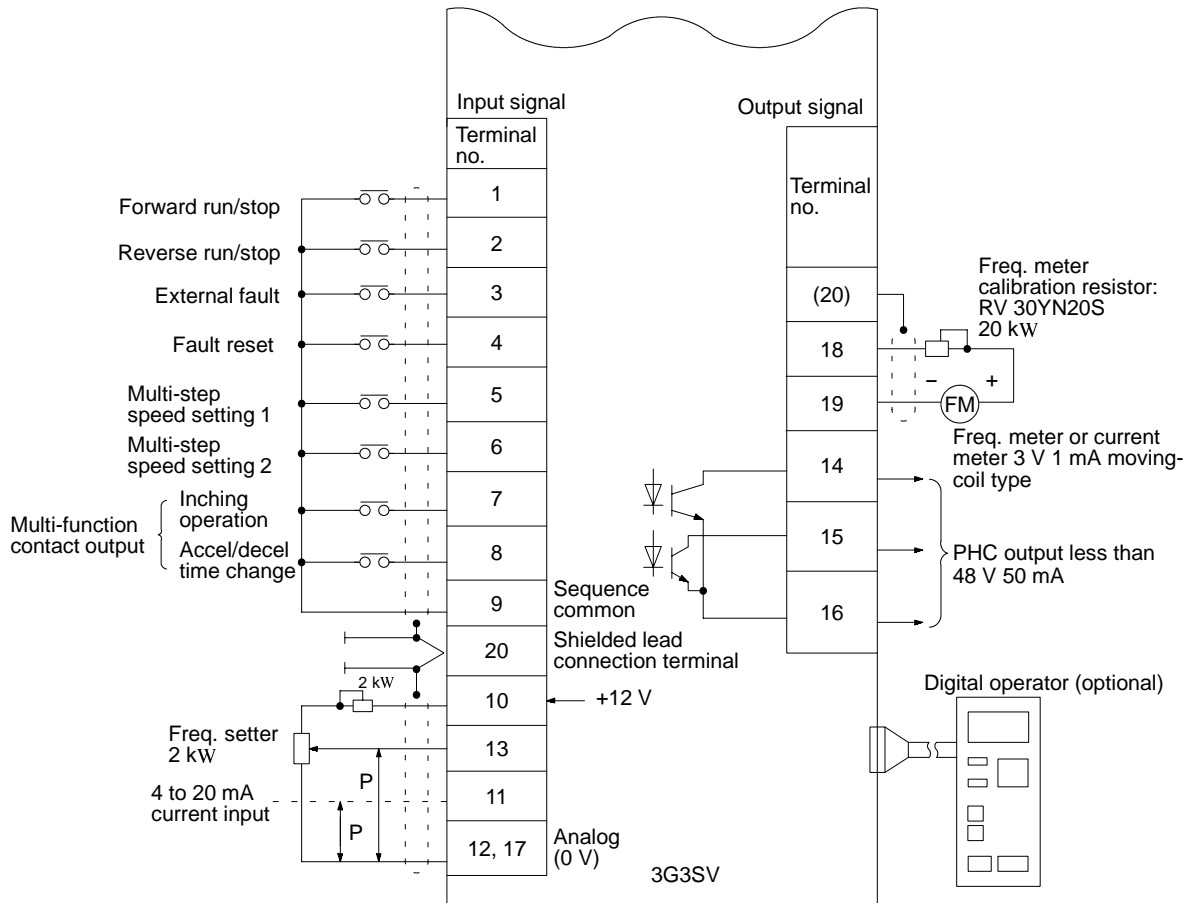 Input signal
Terminal
no.
Forward run/stop
1
Reverse run/stop
2
External fault
3
Fault reset
4
Multi-step
speed setting 1
5
Multi-step
speed setting 2
6
Multi-function
contact output
Inching
operation
7
Accel/decel
time change
8
9
Sequence
common
20
Shielded lead
connection terminal
2 kW
10
+12 V
Freq. setter
2 kW
13
P
4 to 20 mA
current input
11
P
12, 17
Analog
(0 V)
3G3SV
Output signal
Terminal
no.
(20)
Freq. meter
calibration resistor:
RV 30YN20S
20 kW
18
– +
19
FM
Freq. meter or current
meter 3 V 1 mA moving-
coil type
14
15
PHC output less than
48 V 50 mA
16
Digital operator (optional)